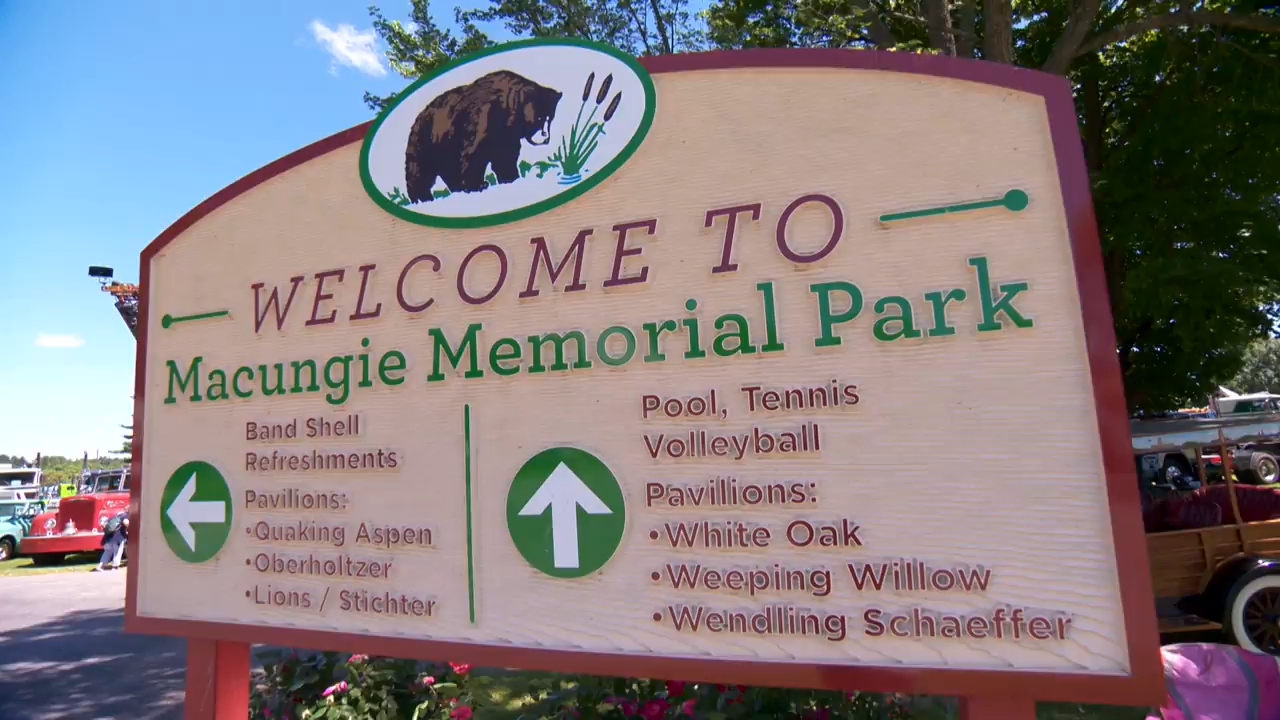 WELCOME TO
Macungie Memorial Park
Band Shell
Refreshments
Pavilions:
•Quaking Aspen
•Oberholtzer
•Lions / Stichter
Pool, Tennis
Volleyball
Pavillions:
•White Oak
•Weeping Willow
•Wendling Schaeffer